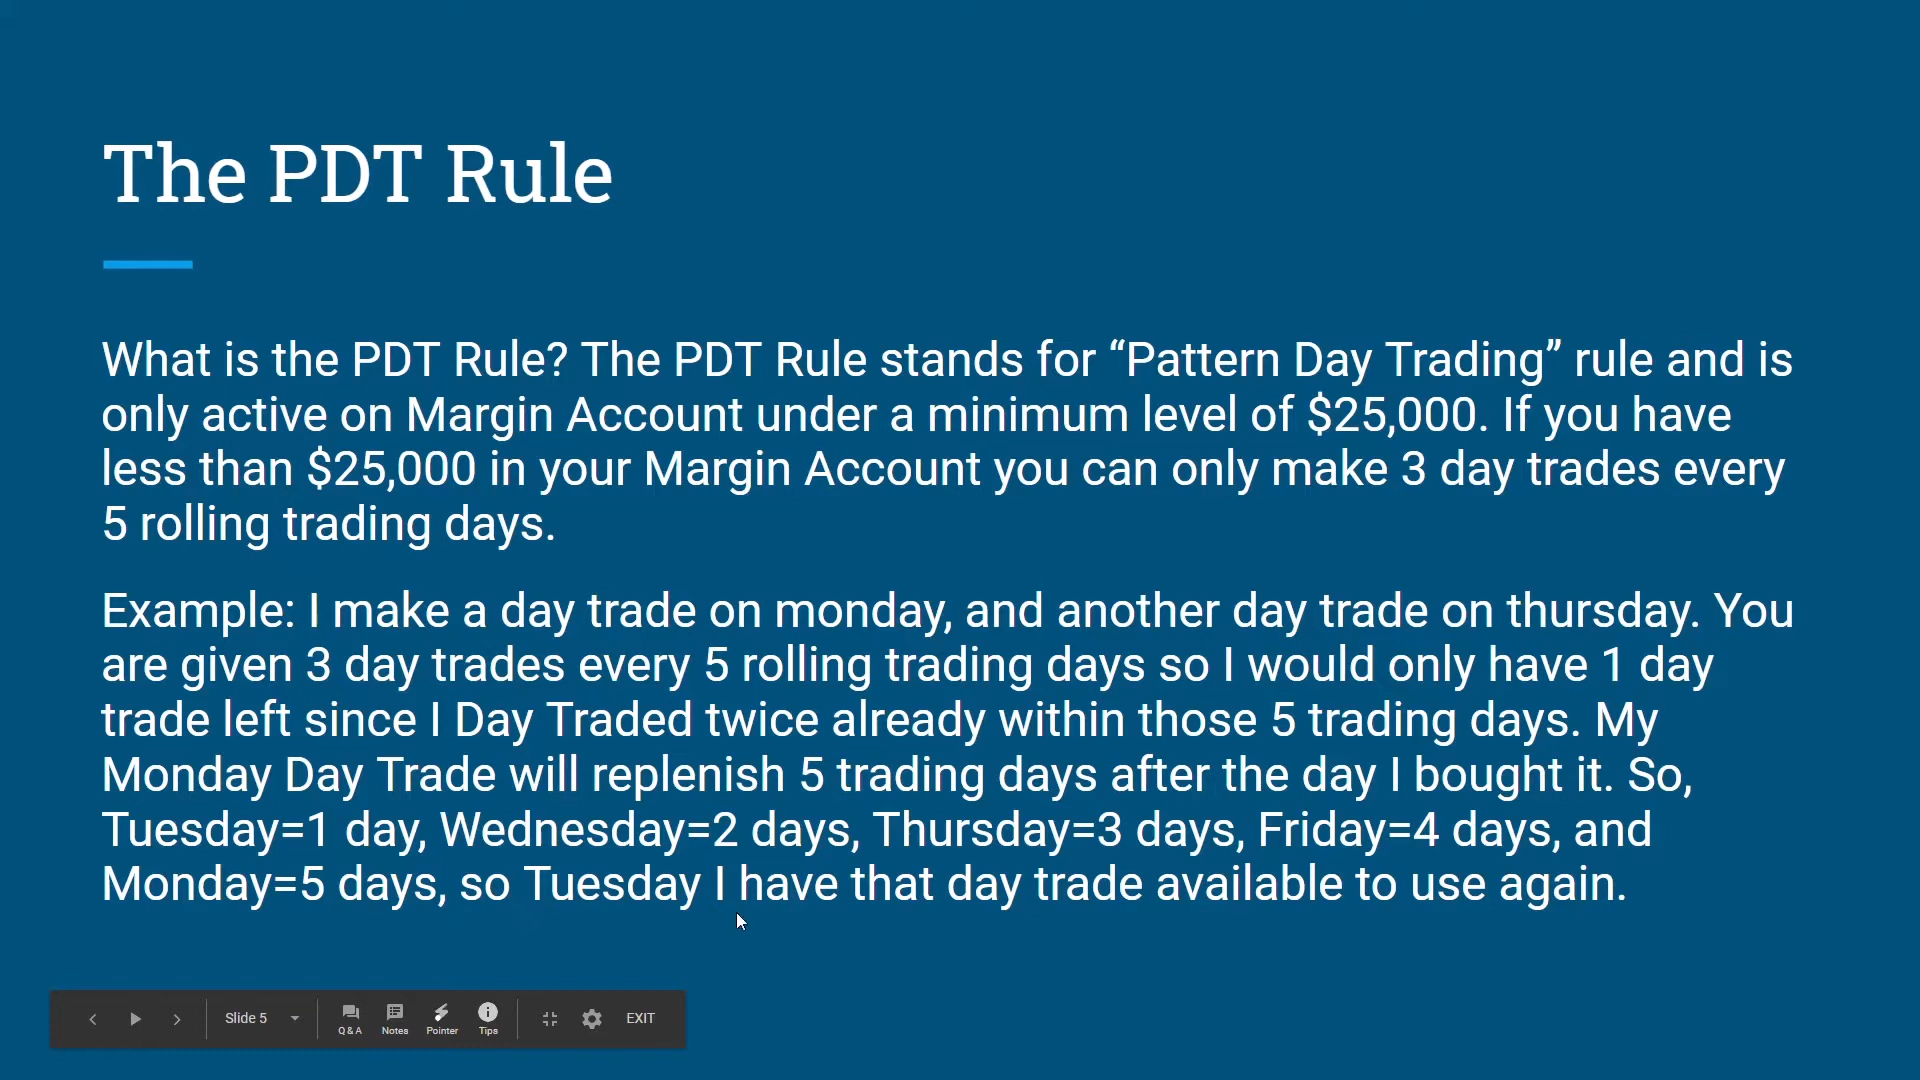 The PDT Rule
What is the PDT Rule? The PDT Rule stands for “Pattern Day Trading” rule and is
only active on Margin Account under a minimum level of $25,000. If you have
less than $25,000 in your Margin Account you can only make 3 day trades every
5 rolling trading days.
Example: I make a day trade on monday, and another day trade on thursday. You
are given 3 day trades every 5 rolling trading days so I would only have 1 day
trade left since I Day Traded twice already within those 5 trading days. My
Monday Day Trade will replenish 5 trading days after the day I bought it. So,
Tuesday=1 day, Wednesday=2 days, Thursday=3 days, Friday=4 days, and
Monday=5 days, so Tuesday I have that day trade available to use again.
Slide 5 Q & A Notes Pointer Tips EXIT